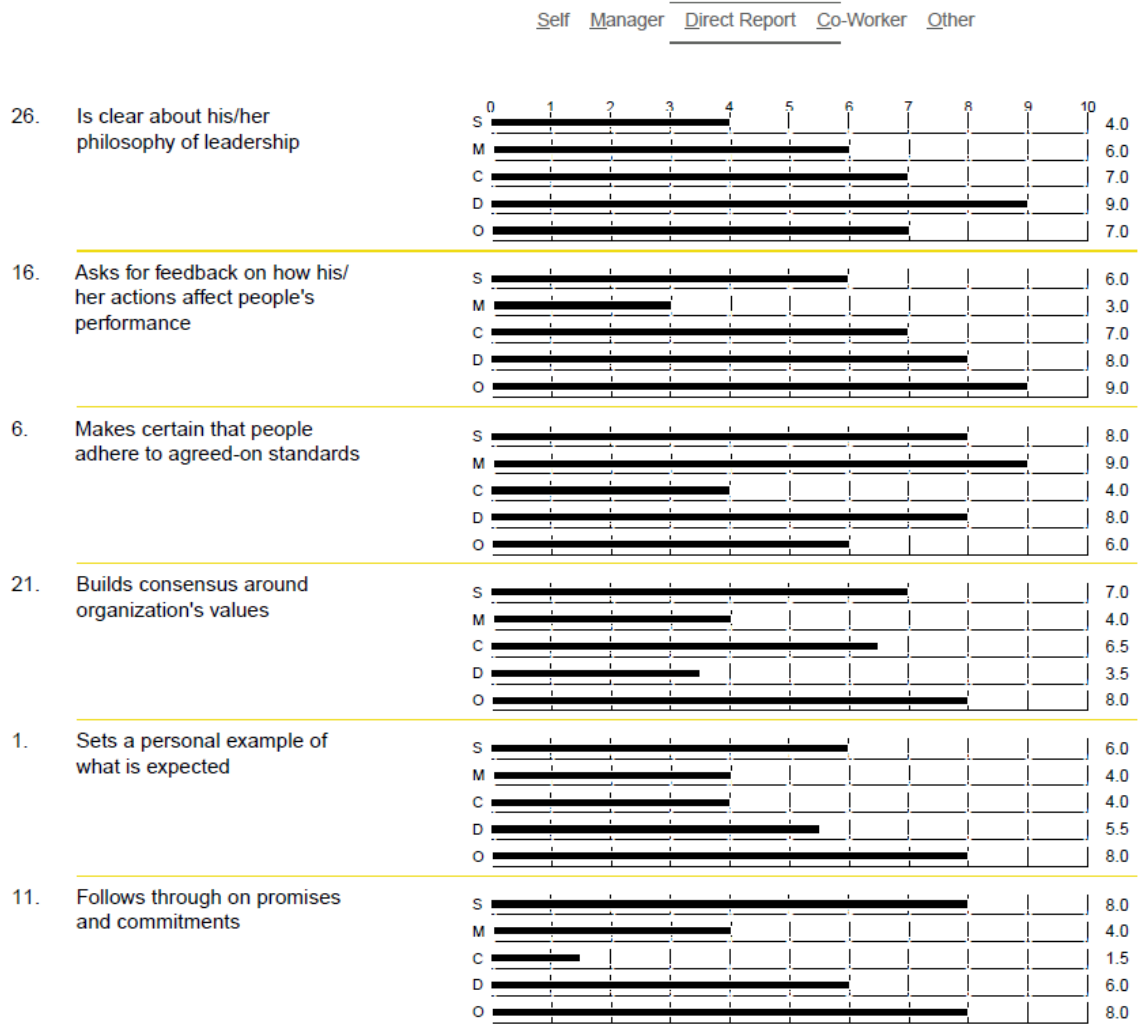 Self Manager Direct Report Co-Worker Other
0 1 2 3 4 5 6 7 8 9 10
26. Is clear about his/her
philosophy of leadership
S 4.0
M 6.0
C 7.0
D 9.0
O 7.0
16. Asks for feedback on how his/
her actions affect people's
performance
S 6.0
M 3.0
C 7.0
D 8.0
O 9.0
6. Makes certain that people
adhere to agreed-on standards
S 8.0
M 9.0
C 4.0
D 8.0
O 6.0
21. Builds consensus around
organization's values
S 7.0
M 4.0
C 6.5
D 3.5
O 8.0
1. Sets a personal example of
what is expected
S 6.0
M 4.0
C 4.0
D 5.5
O 8.0
11. Follows through on promises
and commitments
S 8.0
M 4.0
C 1.5
D 6.0
O 8.0